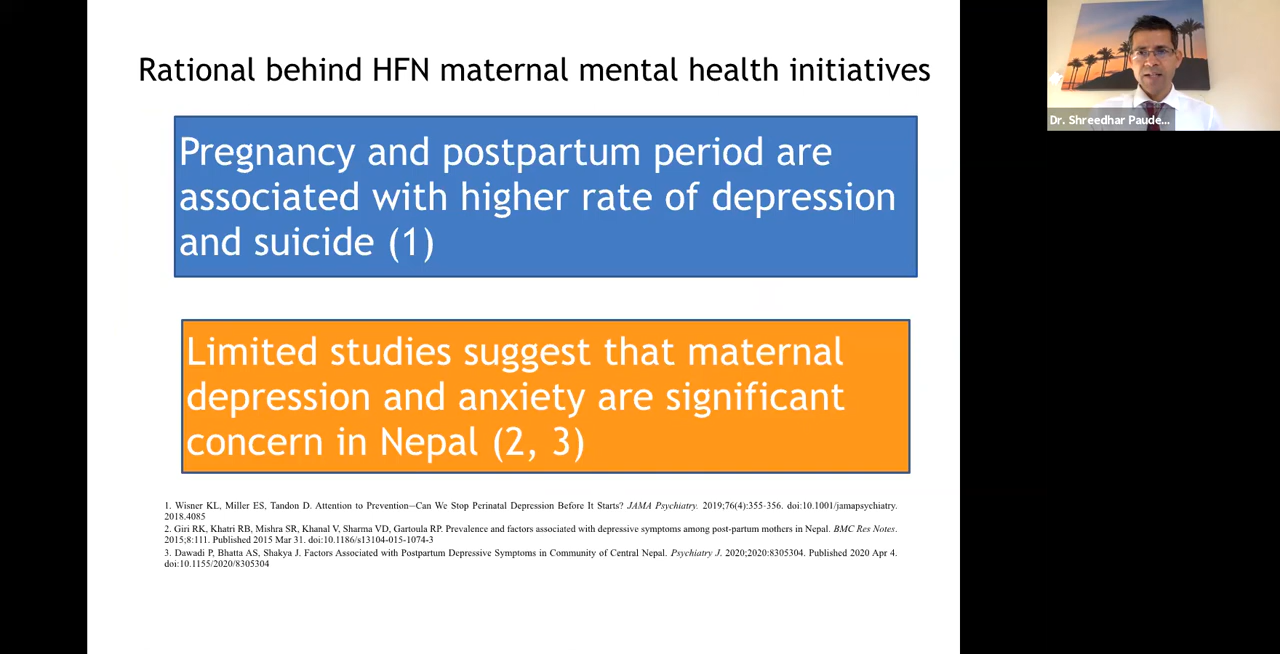 Rational behind HFN maternal mental health initiatives
Pregnancy and postpartum period are
associated with higher rate of depression
and suicide (1)
Limited studies suggest that maternal
depression and anxiety are significant
concern in Nepal (2, 3)
1. Wisner KL, Miller ES, Tandon D. Attention to Prevention—Can We Stop Perinatal Depression Before It Starts? JAMA Psychiatry. 2019;76(4):355-356. doi:10.1001/jamapsychiatry.
2018.4085
2. Giri RK, Khatri RB, Mishra SR, Khanal V, Sharma VD, Gartoula RP. Prevalence and factors associated with depressive symptoms among post-partum mothers in Nepal. BMC Res Notes.
2015;8:111. Published 2015 Mar 31. doi:10.1186/s13104-015-1074-3
3. Dawadi P, Bhatta AS, Shakya J. Factors Associated with Postpartum Depressive Symptoms in Community of Central Nepal. Psychiatry J. 2020;2020:8305304. Published 2020 Apr 4.
doi:10.1155/2020/8305304
Dr. Shreedhar Paude...